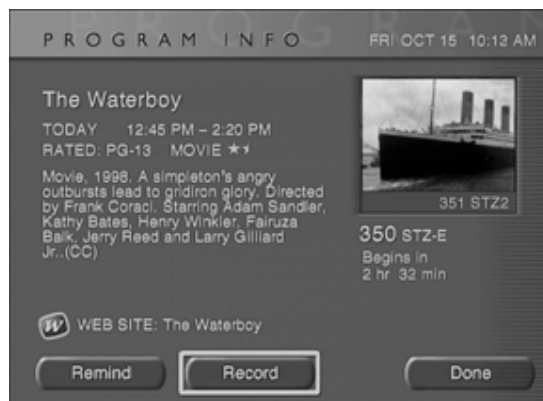 PROGRAM INFO
FRI OCT 15 10:13 AM
The Waterboy
TODAY 12:45 PM – 2:20 PM
RATED: PG-13 MOVIE ★
Movie, 1998. A simpleton's angry
outbursts lead to gridiron glory. Directed
by Frank Coraci. Starring Adam Sandler,
Kathy Bates, Henry Winkler, Fairuza
Balk, Jerry Reed and Larry Gilliard
Jr..(CC)
351 STZ2
350 STZ-E
Begins in
2 hr 32 min
W WEB SITE: The Waterboy
Remind
Record
Done